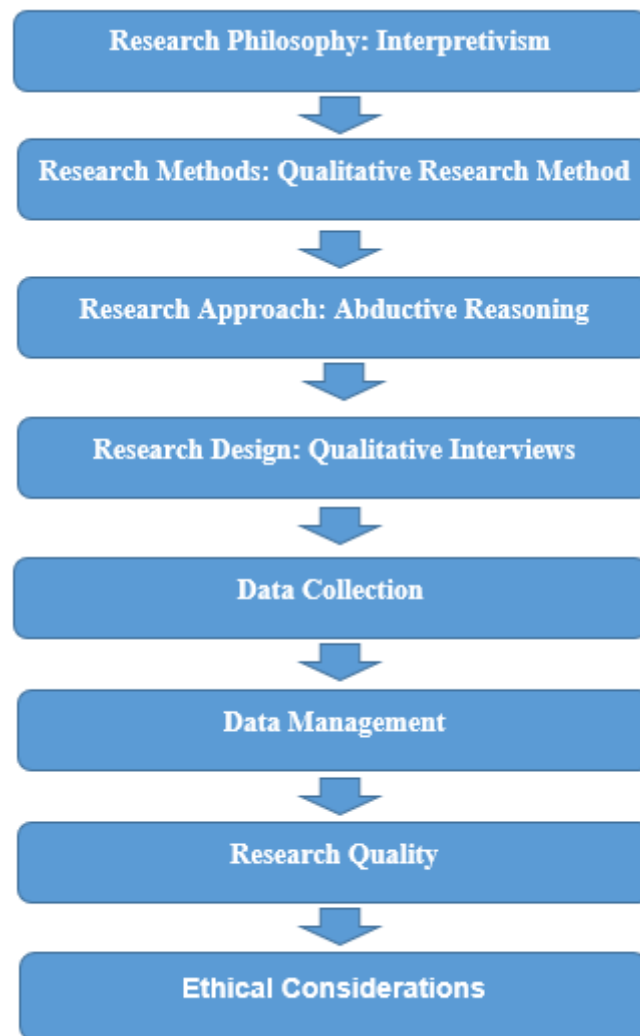 Research Philosophy: Interpretivism
Research Methods: Qualitative Research Method
Research Approach: Abductive Reasoning
Research Design: Qualitative Interviews
Data Collection
Data Management
Research Quality
Ethical Considerations